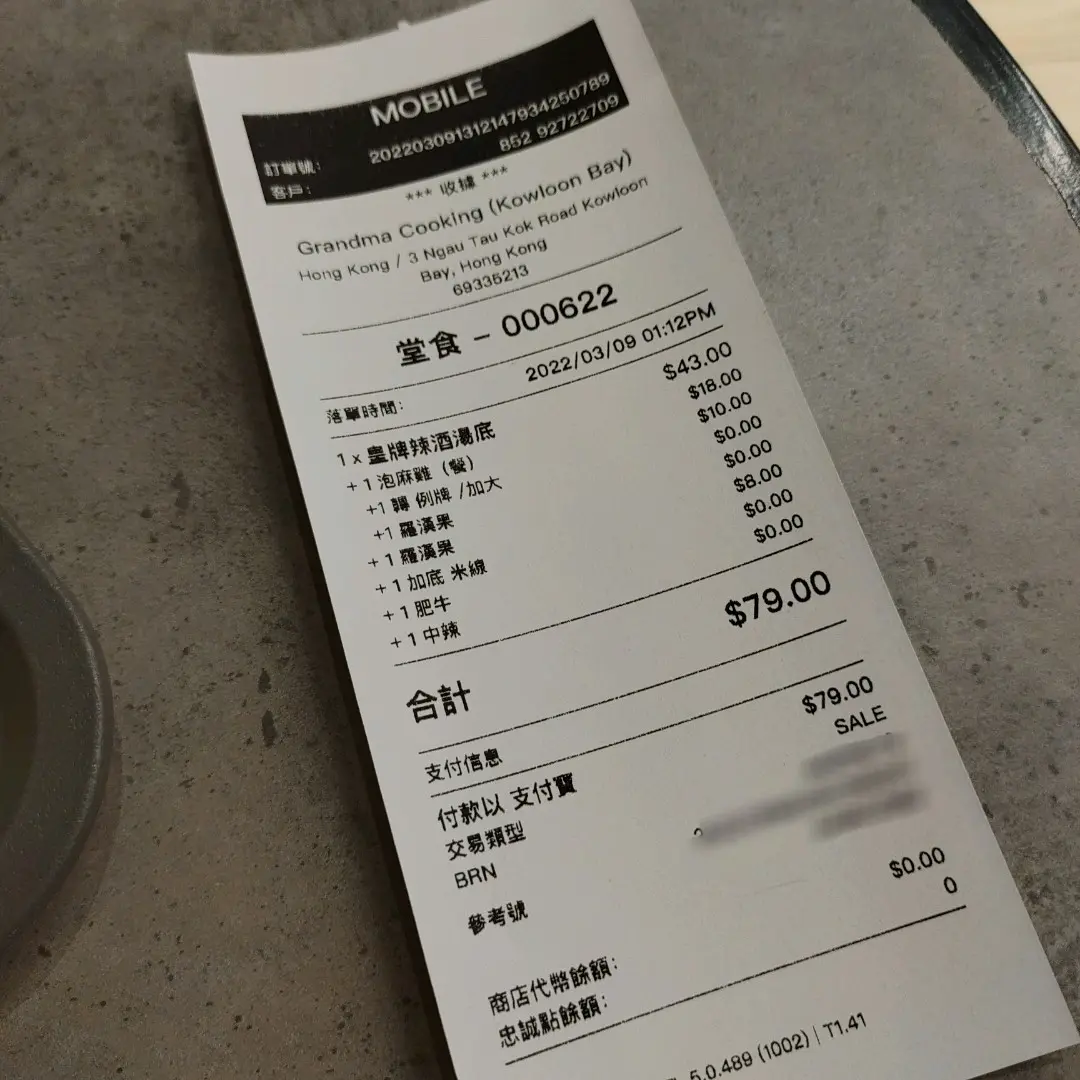 MOBILE
訂單號: 20220309131214793425​0789
客戶: 852 92722709
*** 收據 ***
Grandma Cooking (Kowloon Bay)
Hong Kong / 3 Ngau Tau Kok Road Kowloon
Bay, Hong Kong
69335213
堂食 - 000622
落單時間: 2022/03/09 01:12PM
1 x 皇牌辣酒湯底 $43.00
+ 1 泡麻雞（餐） $18.00
+1 轉 例牌 /加大 $10.00
+1 羅漢果 $0.00
+ 1 羅漢果 $0.00
+ 1 加底 米線 $8.00
+ 1 肥牛 $0.00
+ 1 中辣 $0.00
合計 $79.00
支付信息
付款以 支付寶 $79.00
交易類型 SALE
BRN
參考號
商店代幣餘額: $0.00
忠誠點餘額: 0
5.0.489 (1002) | T1.41